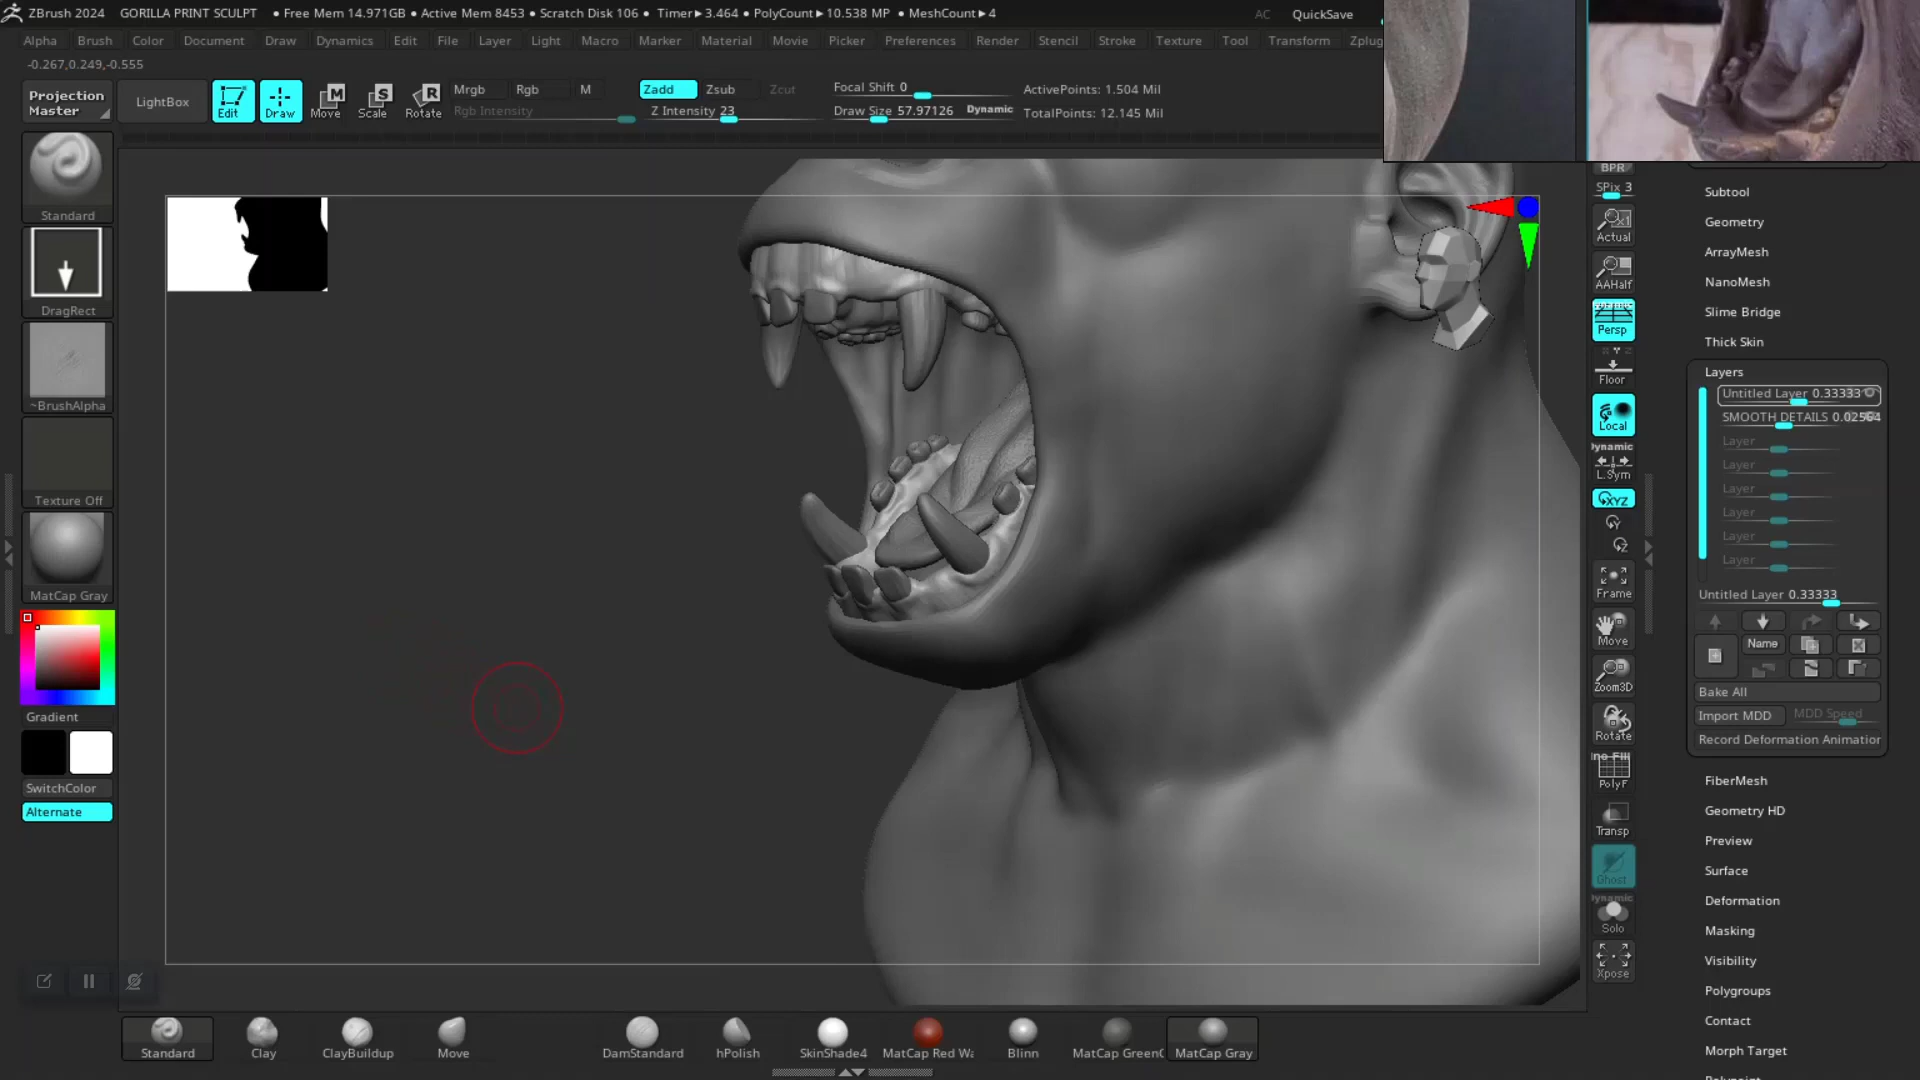 ZBrush 2024 GORILLA PRINT SCULPT • Free Mem 14.971GB • Active Mem 8453 • Scratch Disk 106 • Timer▶3.464 • PolyCount▶10.538 MP • MeshCount▶4 AC QuickSave
Alpha Brush Color Document Draw Dynamics Edit File Layer Light Macro Marker Material Movie Picker Preferences Render Stencil Stroke Texture Tool Transform Zplug
-0.267,0.249,-0.555
Projection Master
LightBox
Edit
Draw
Move
Scale
Rotate
Mrgb Rgb M
Rgb Intensity
Zadd Zsub Zcut
Z Intensity 23
Focal Shift 0
Draw Size 57.97126 Dynamic
ActivePoints: 1.504 Mil
TotalPoints: 12.145 Mil
Standard
DragRect
~BrushAlpha
Texture Off
MatCap Gray
Gradient
SwitchColor
Alternate
BPR
SPix 3
Actual
AAHalf
Persp
Floor
Local
Dynamic
L.Sym
XYZ
Frame
Move
Zoom3D
Rotate
PolyF
Transp
Ghost
Dynamic
Solo
Xpose
Subtool
Geometry
ArrayMesh
NanoMesh
Slime Bridge
Thick Skin
Layers
Untitled Layer 0.33333
SMOOTH DETAILS 0.02564
Layer
Layer
Layer
Layer
Layer
Layer
Untitled Layer 0.33333
Name
Bake All
Import MDD MDD Speed
Record Deformation Animation
FiberMesh
Geometry HD
Preview
Surface
Deformation
Masking
Visibility
Polygroups
Contact
Morph Target
Standard Clay ClayBuildup Move DamStandard hPolish SkinShade4 MatCap Red Wa Blinn MatCap GreenC MatCap Gray